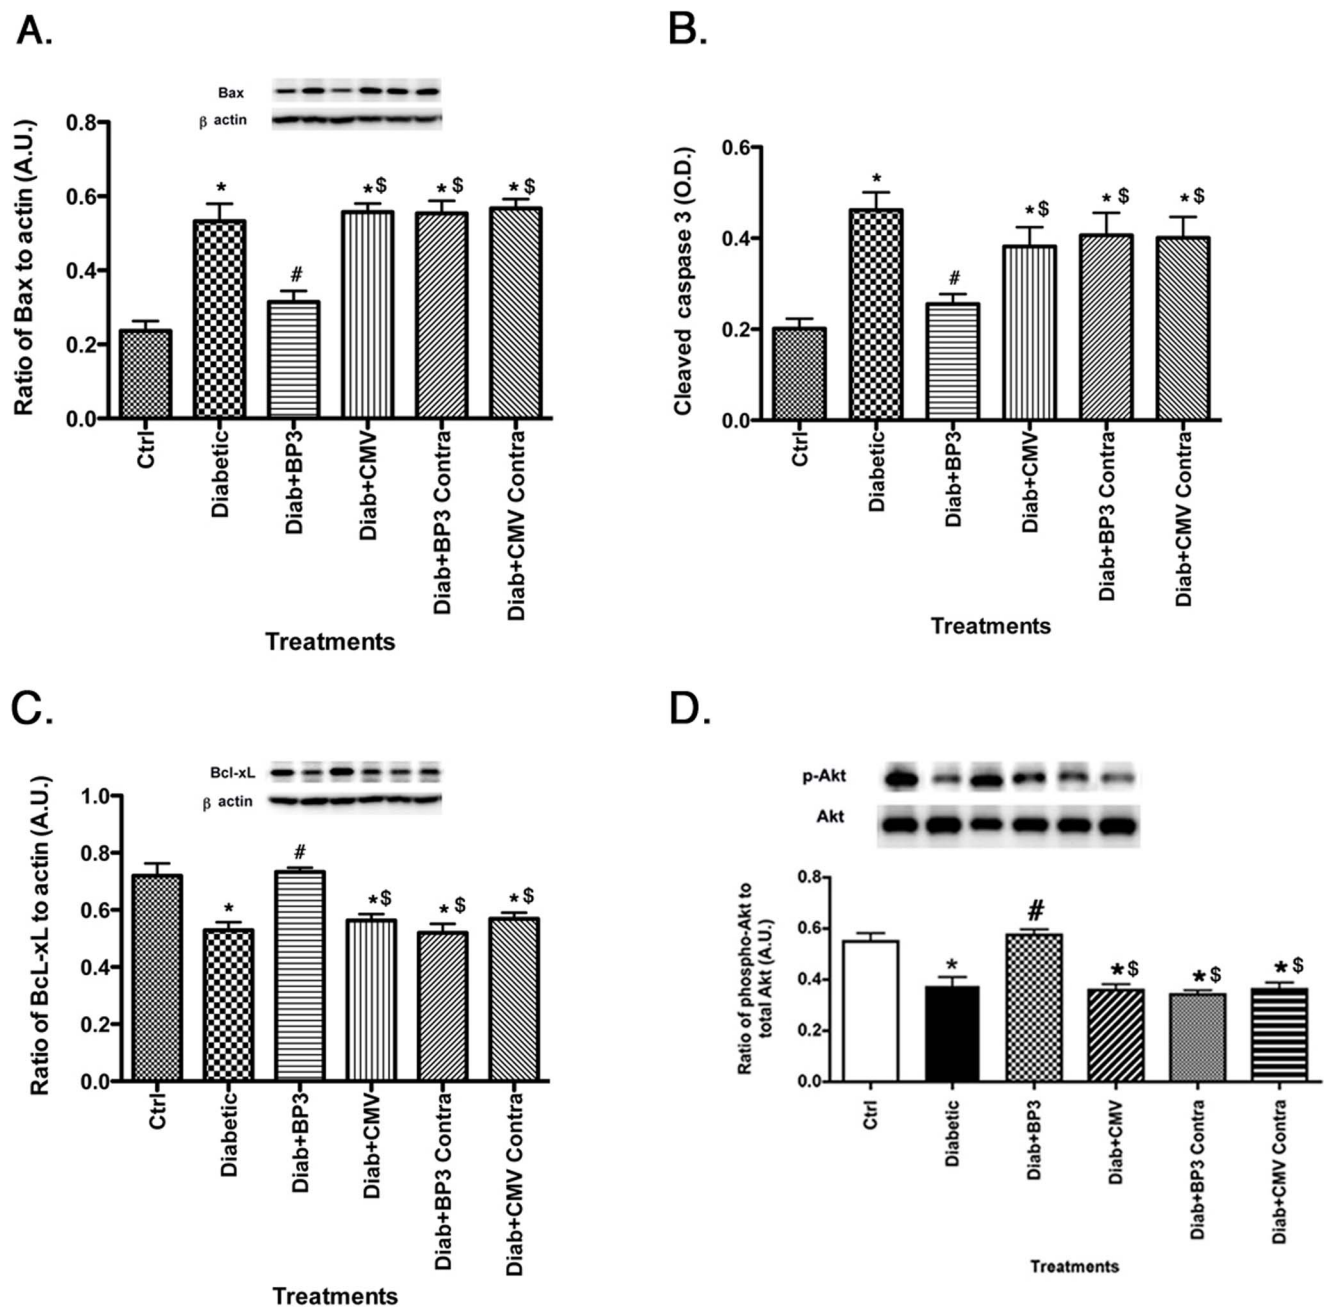 A.
Bax
β actin
Ratio of Bax to actin (A.U.)
0.8
0.6
0.4
0.2
0.0
*
#
*$
*$
*$
Ctrl
Diabetic
Diab+BP3
Diab+CMV
Diab+BP3 Contra
Diab+CMV Contra
Treatments
B.
Cleaved caspase 3 (O.D.)
0.6
0.4
0.2
0.0
*
#
*$
*$
*$
Ctrl
Diabetic
Diab+BP3
Diab+CMV
Diab+BP3 Contra
Diab+CMV Contra
Treatments
C.
Bcl-xL
β actin
Ratio of BcL-xL to actin (A.U.)
1.0
0.8
0.6
0.4
0.2
0.0
*
#
*$
*$
*$
Ctrl
Diabetic
Diab+BP3
Diab+CMV
Diab+BP3 Contra
Diab+CMV Contra
Treatments
D.
p-Akt
Akt
Ratio of phospho-Akt to
total Akt (A.U.)
0.8
0.6
0.4
0.2
0.0
*
#
*$
*$
*$
Ctrl
Diabetic
Diab+BP3
Diab+CMV
Diab+BP3 Contra
Diab+CMV Contra
Treatments